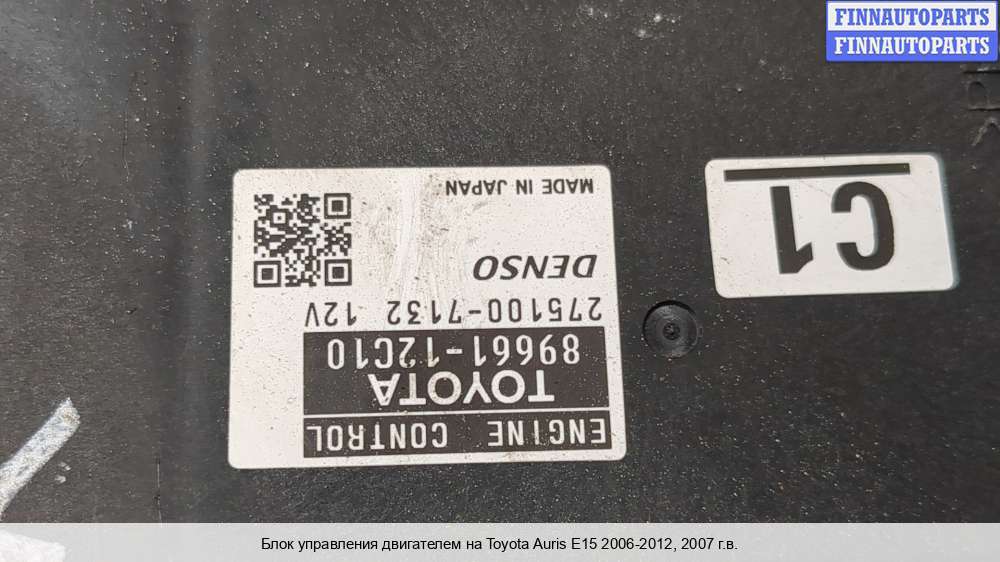 FINNAUTOPARTS
FINNAUTOPARTS
ENGINE CONTROL
TOYOTA
89661-12C10
275100-7132 12V
DENSO
MADE IN JAPAN
C1
Блок управления двигателем на Toyota Auris E15 2006-2012, 2007 г.в.